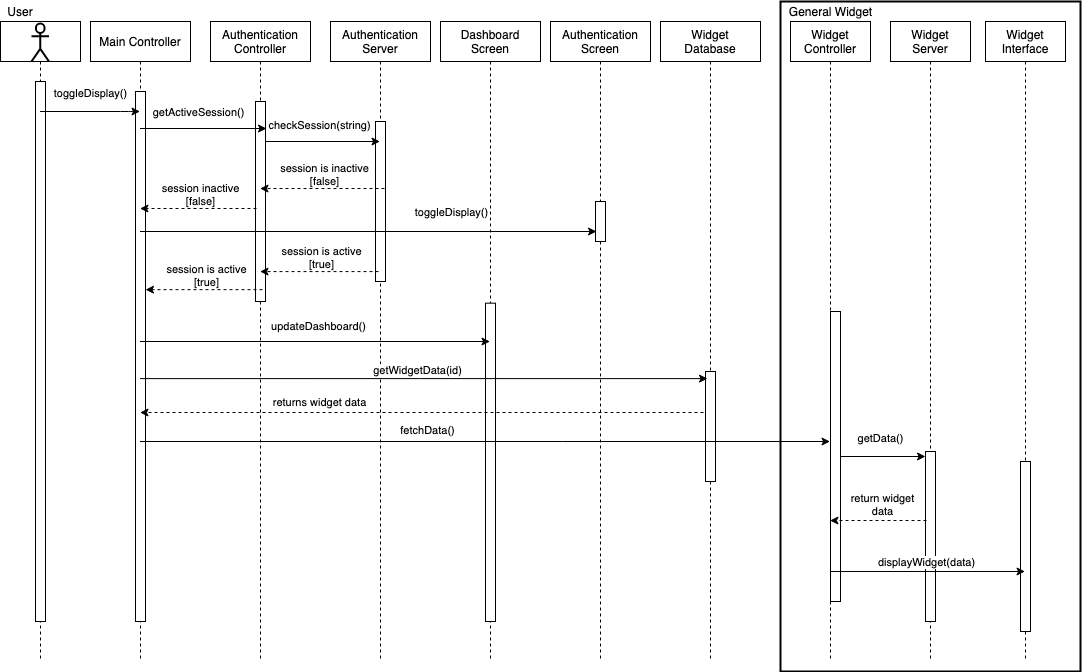 User
General Widget
Main Controller
Authentication
Controller
Authentication
Server
Dashboard
Screen
Authentication
Screen
Widget
Database
Widget
Controller
Widget
Server
Widget
Interface
toggleDisplay()
getActiveSession()
checkSession(string)
session is inactive
[false]
session inactive
[false]
toggleDisplay()
session is active
[true]
session is active
[true]
updateDashboard()
getWidgetData(id)
returns widget data
fetchData()
getData()
return widget
data
displayWidget(data)